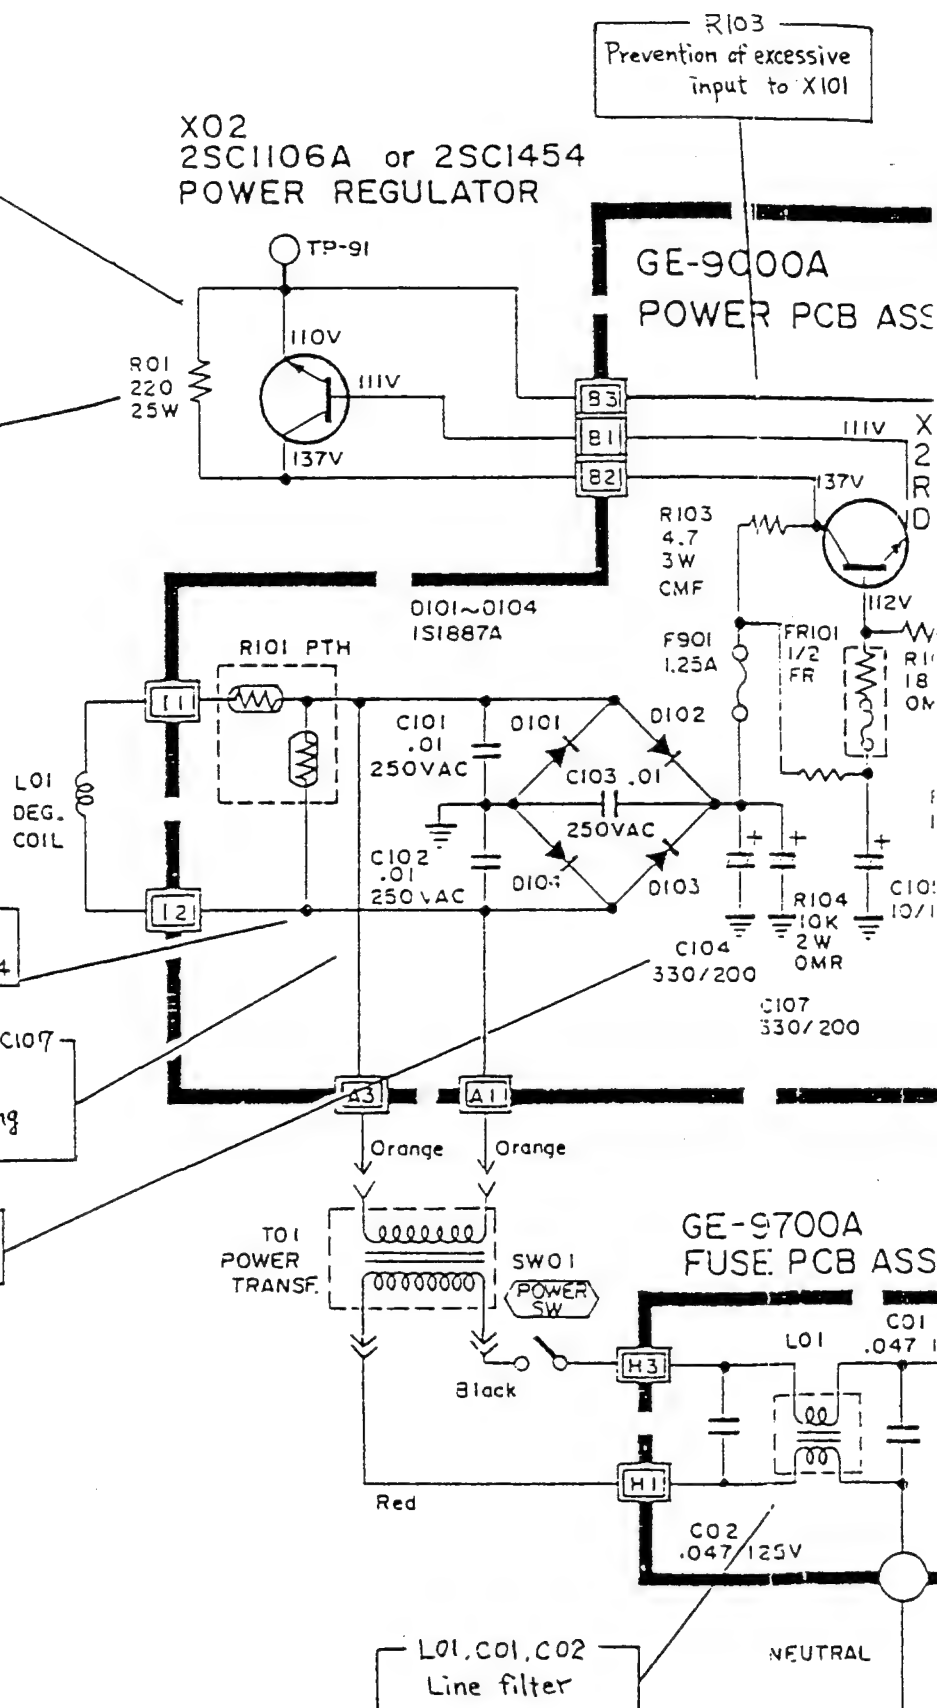 R103
Prevention of excessive
input to X101
X02
2SC1106A or 2SC1454
POWER REGULATOR
TP-91
GE-9000A
POWER PCB ASS
110V
R01
220
25W
111V
137V
B3
B1
B2
111V
X
2
R
D
137V
R103
4.7
3W
CMF
112V
D101~D104
1S1887A
R101 PTH
F901
1.25A
FR101
1/2
FR
18
I1
C101
.01
250VAC
D101
D102
L01
DEG.
COIL
C103 .01
250VAC
C102
.01
250VAC
D104
D103
I2
R104
10K
2W
OMR
C104
330/200
C107
330/200
C107
A3
A1
Orange
Orange
T01
POWER
TRANSF.
SW01
POWER
SW
GE-9700A
FUSE PCB ASS
C01
.047
L01
H3
Black
H1
Red
C02
.047/125V
L01, C01, C02
Line filter
NEUTRAL